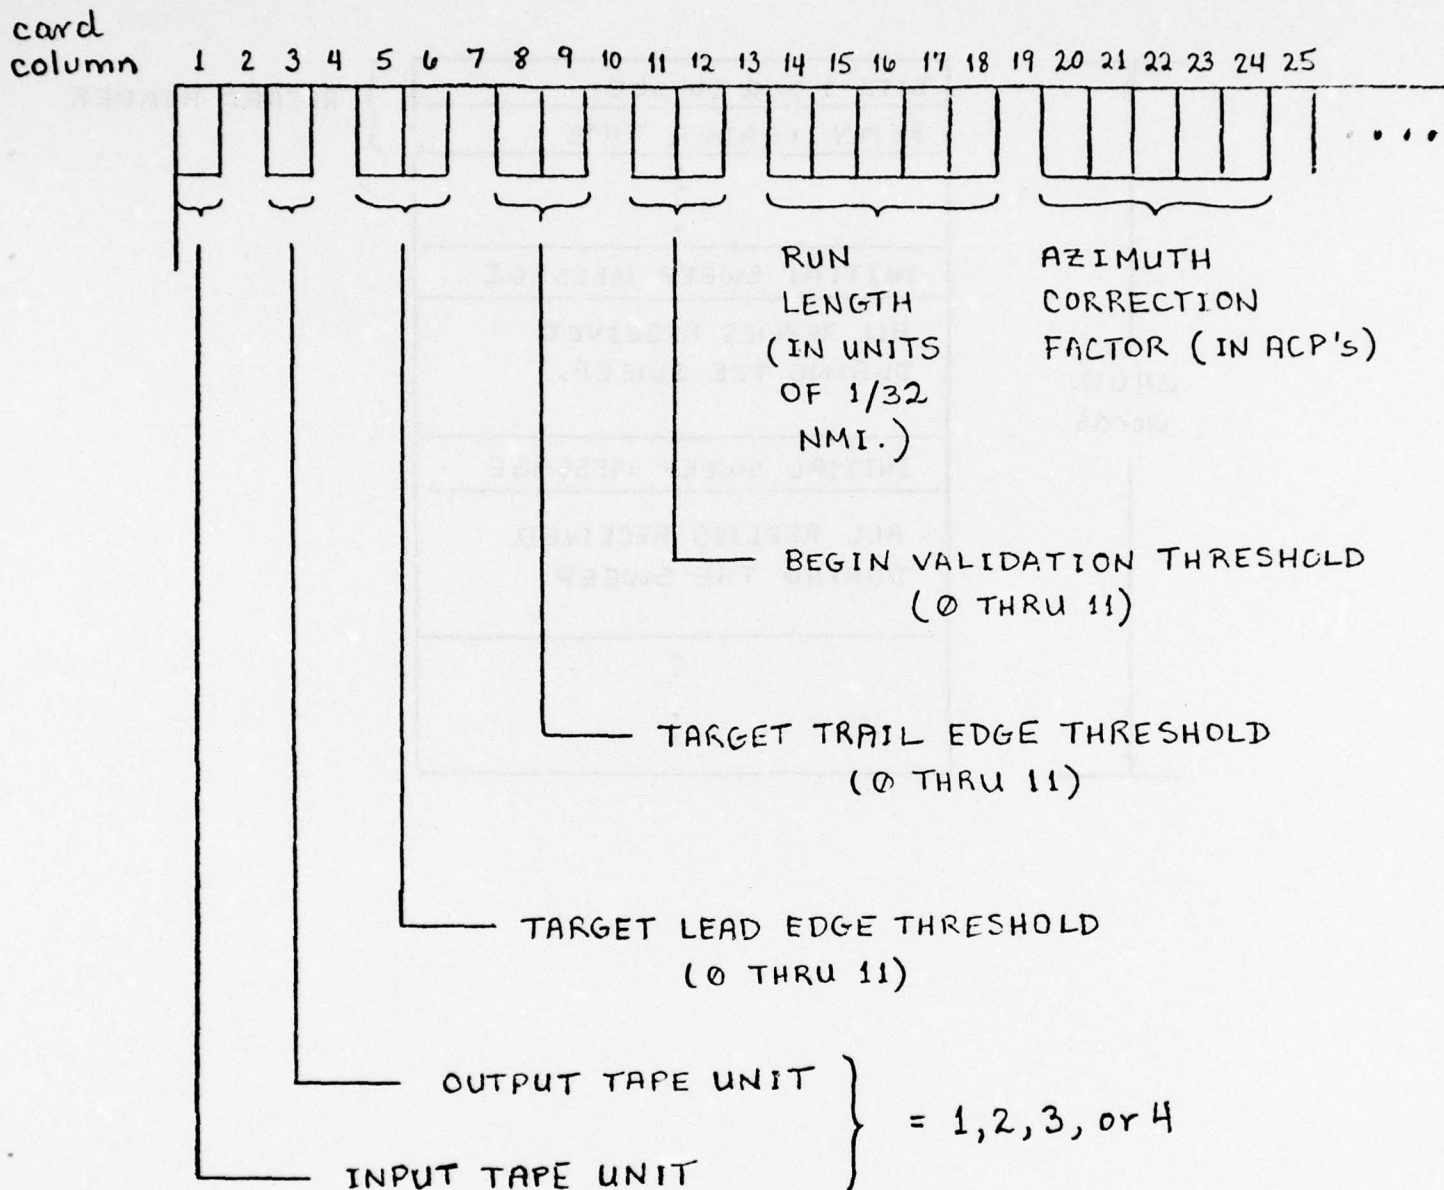 card
column 1 2 3 4 5 6 7 8 9 10 11 12 13 14 15 16 17 18 19 20 21 22 23 24 25
....
RUN
LENGTH
(IN UNITS
OF 1/32
NMI.)
AZIMUTH
CORRECTION
FACTOR (IN ACP's)
BEGIN VALIDATION THRESHOLD
(0 THRU 11)
TARGET TRAIL EDGE THRESHOLD
(0 THRU 11)
TARGET LEAD EDGE THRESHOLD
(0 THRU 11)
OUTPUT TAPE UNIT
= 1,2,3, or 4
INPUT TAPE UNIT